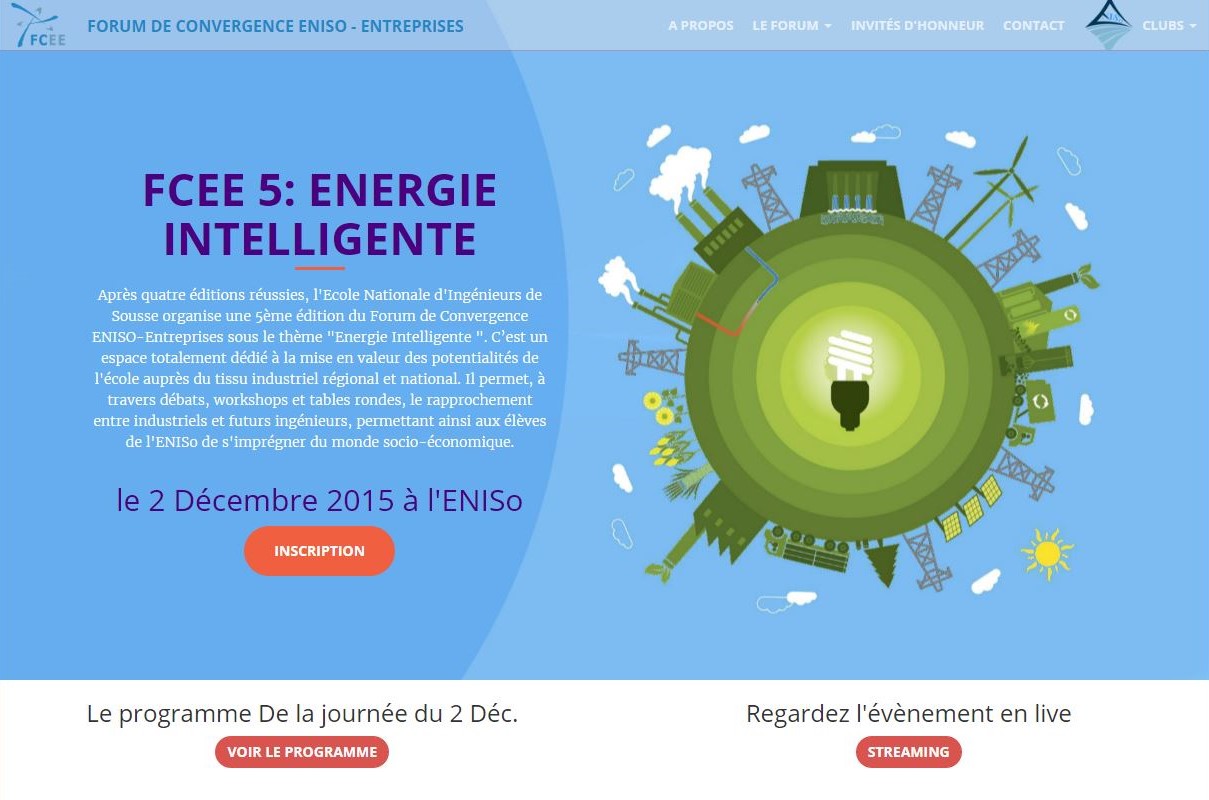 FCEE
FORUM DE CONVERGENCE ENISO - ENTREPRISES
A PROPOS
LE FORUM
INVITÉS D'HONNEUR
CONTACT
CLUBS
FCEE 5: ENERGIE
INTELLIGENTE
Après quatre éditions réussies, l'Ecole Nationale d'Ingénieurs de
Sousse organise une 5ème édition du Forum de Convergence
ENISO-Entreprises sous le thème "Energie Intelligente ". C’est un
espace totalement dédié à la mise en valeur des potentialités de
l'école auprès du tissu industriel régional et national. Il permet, à
travers débats, workshops et tables rondes, le rapprochement
entre industriels et futurs ingénieurs, permettant ainsi aux élèves
de l'ENISo de s'imprégner du monde socio-économique.
le 2 Décembre 2015 à l'ENISo
INSCRIPTION
Le programme De la journée du 2 Déc.
VOIR LE PROGRAMME
Regardez l'évènement en live
STREAMING